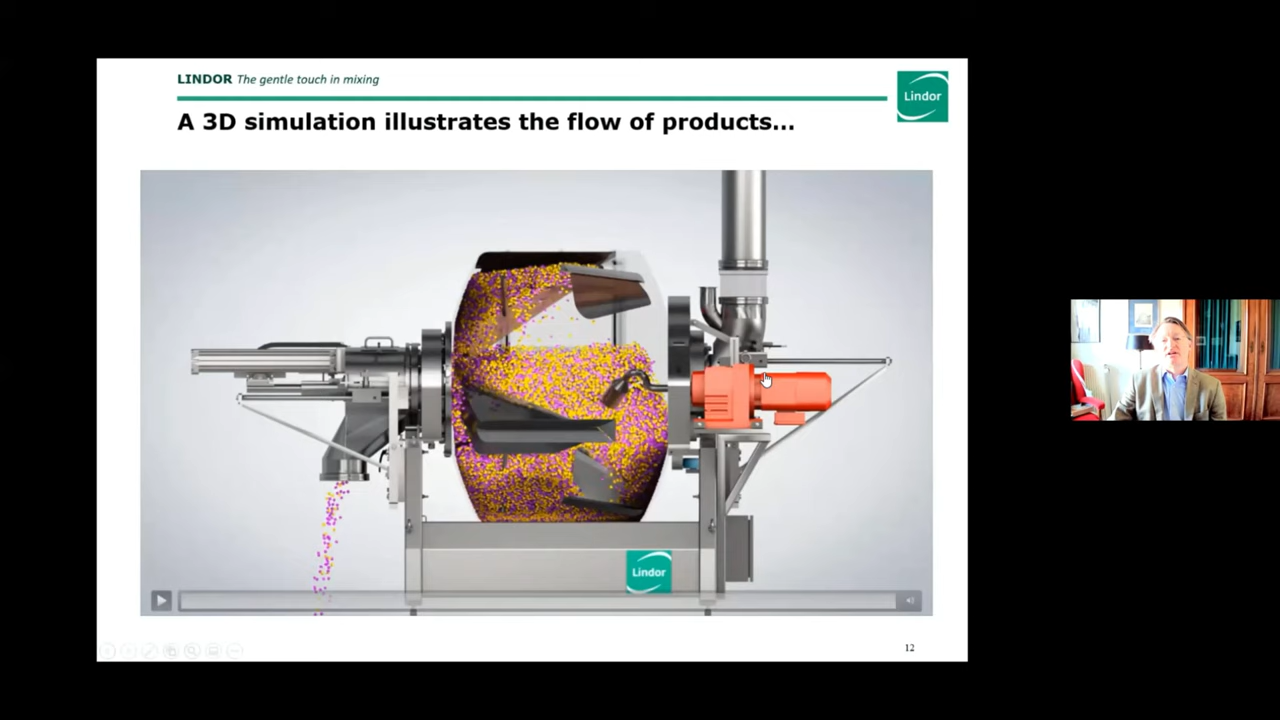 LINDOR The gentle touch in mixing
Lindor
A 3D simulation illustrates the flow of products...
Lindor
12